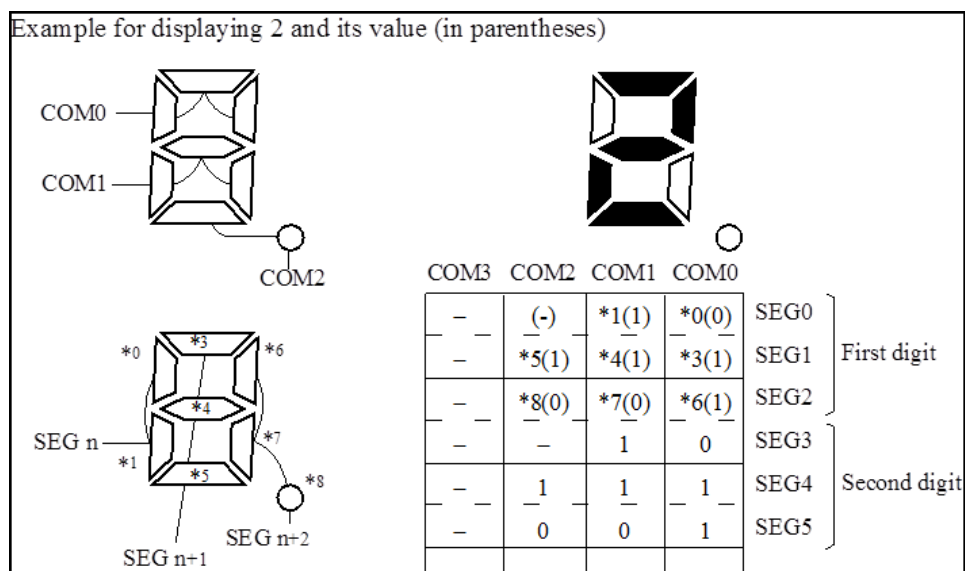 Example for displaying 2 and its value (in parentheses)
COM0
COM1
COM2
*0
*3
*6
*4
SEG n
*7
*1
*5
*8
SEG n+2
SEG n+1
COM3 COM2 COM1 COM0
– (-) *1(1) *0(0) SEG0
– *5(1) *4(1) *3(1) SEG1 First digit
– *8(0) *7(0) *6(1) SEG2
– – 1 0 SEG3
– 1 1 1 SEG4 Second digit
– 0 0 1 SEG5